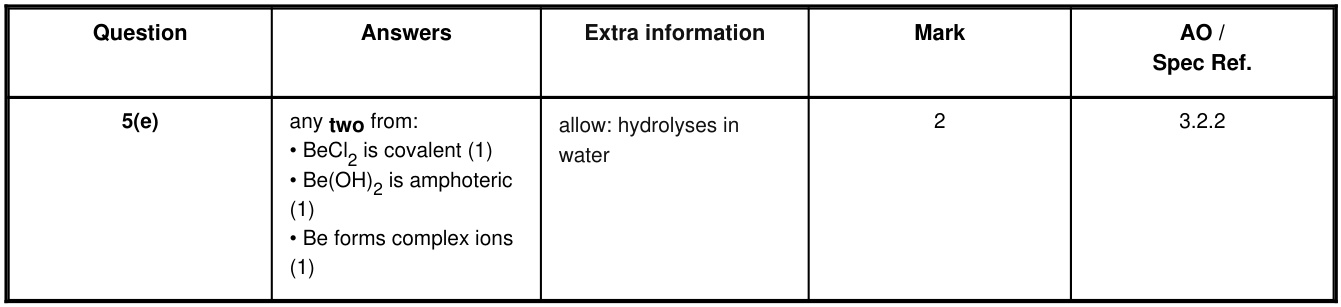 Question
Answers
Extra information
Mark
AO /
Spec Ref.
5(e)
any two from:
• BeCl2 is covalent (1)
• Be(OH)2 is amphoteric
(1)
• Be forms complex ions
(1)
allow: hydrolyses in
water
2
3.2.2